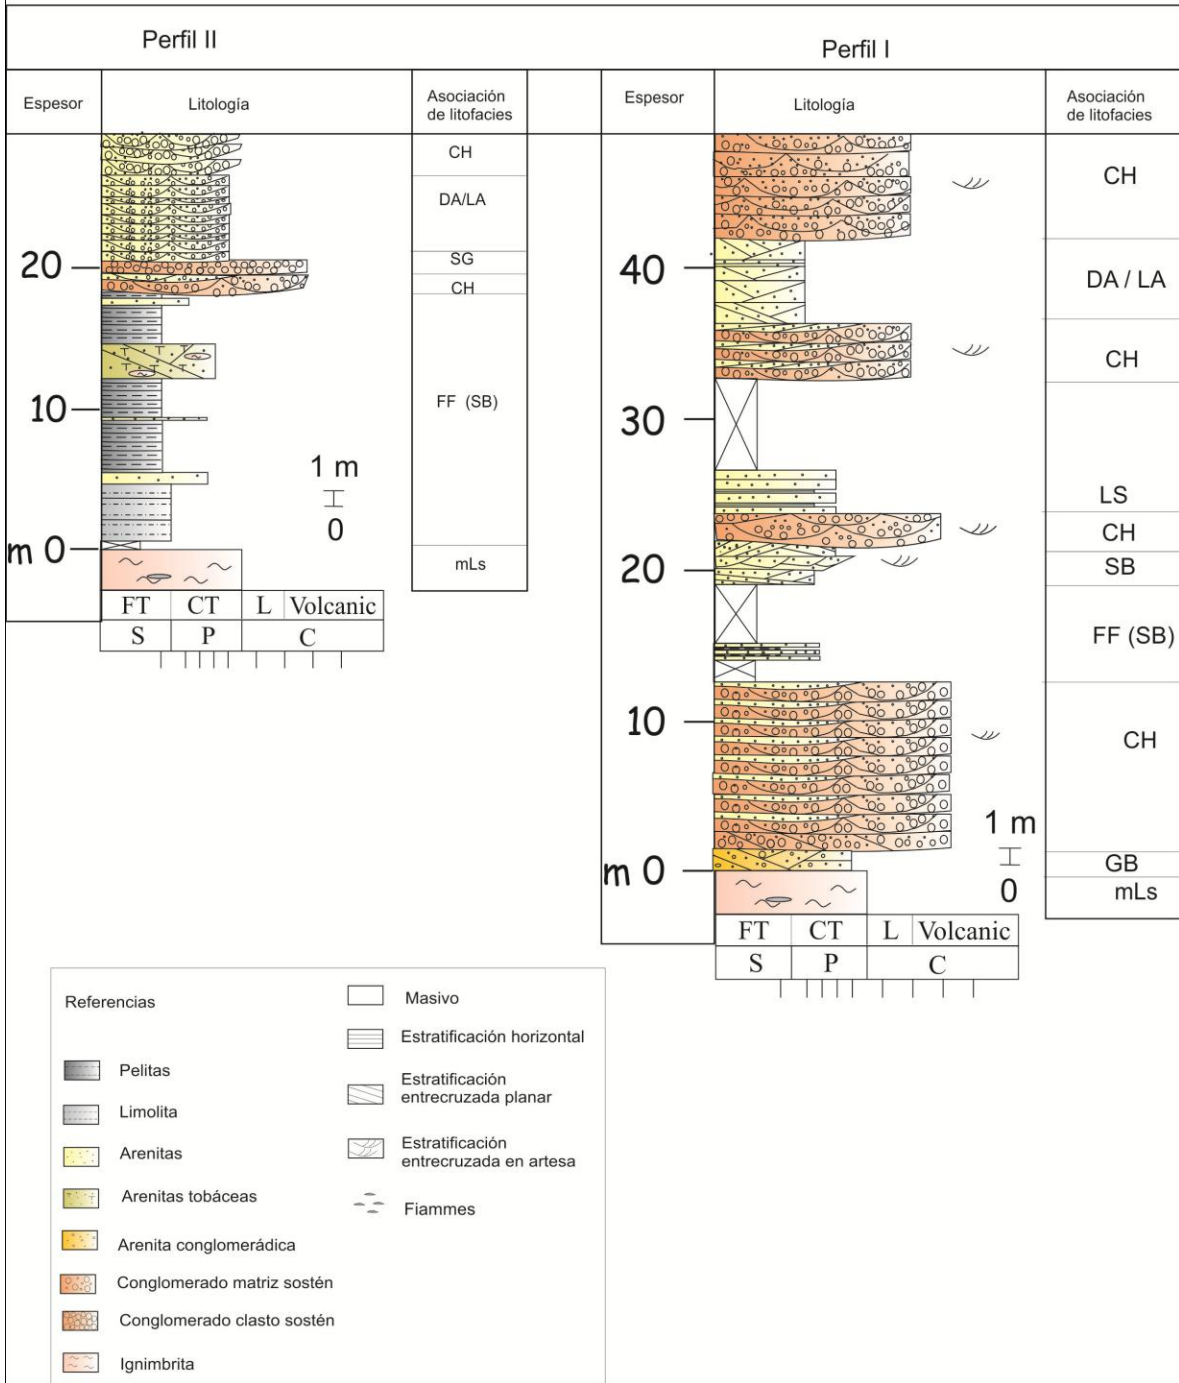 Perfil II
Perfil I
Espesor
Litología
Asociación
de litofacies
Espesor
Litología
Asociación
de litofacies
CH
DA/LA
20
SG
CH
10
FF (SB)
1 m
0
m 0
mLs
FT CT L Volcanic
S P C
CH
40
DA / LA
CH
30
LS
CH
20
SB
FF (SB)
10
CH
1 m
0
GB
m 0
mLs
FT CT L Volcanic
S P C
Referencias
Pelitas
Limolita
Arenitas
Arenitas tobáceas
Arenita conglomerádica
Conglomerado matriz sostén
Conglomerado clasto sostén
Ignimbrita
Masivo
Estratificación horizontal
Estratificación
entrecruzada planar
Estratificación
entrecruzada en artesa
Fiammes